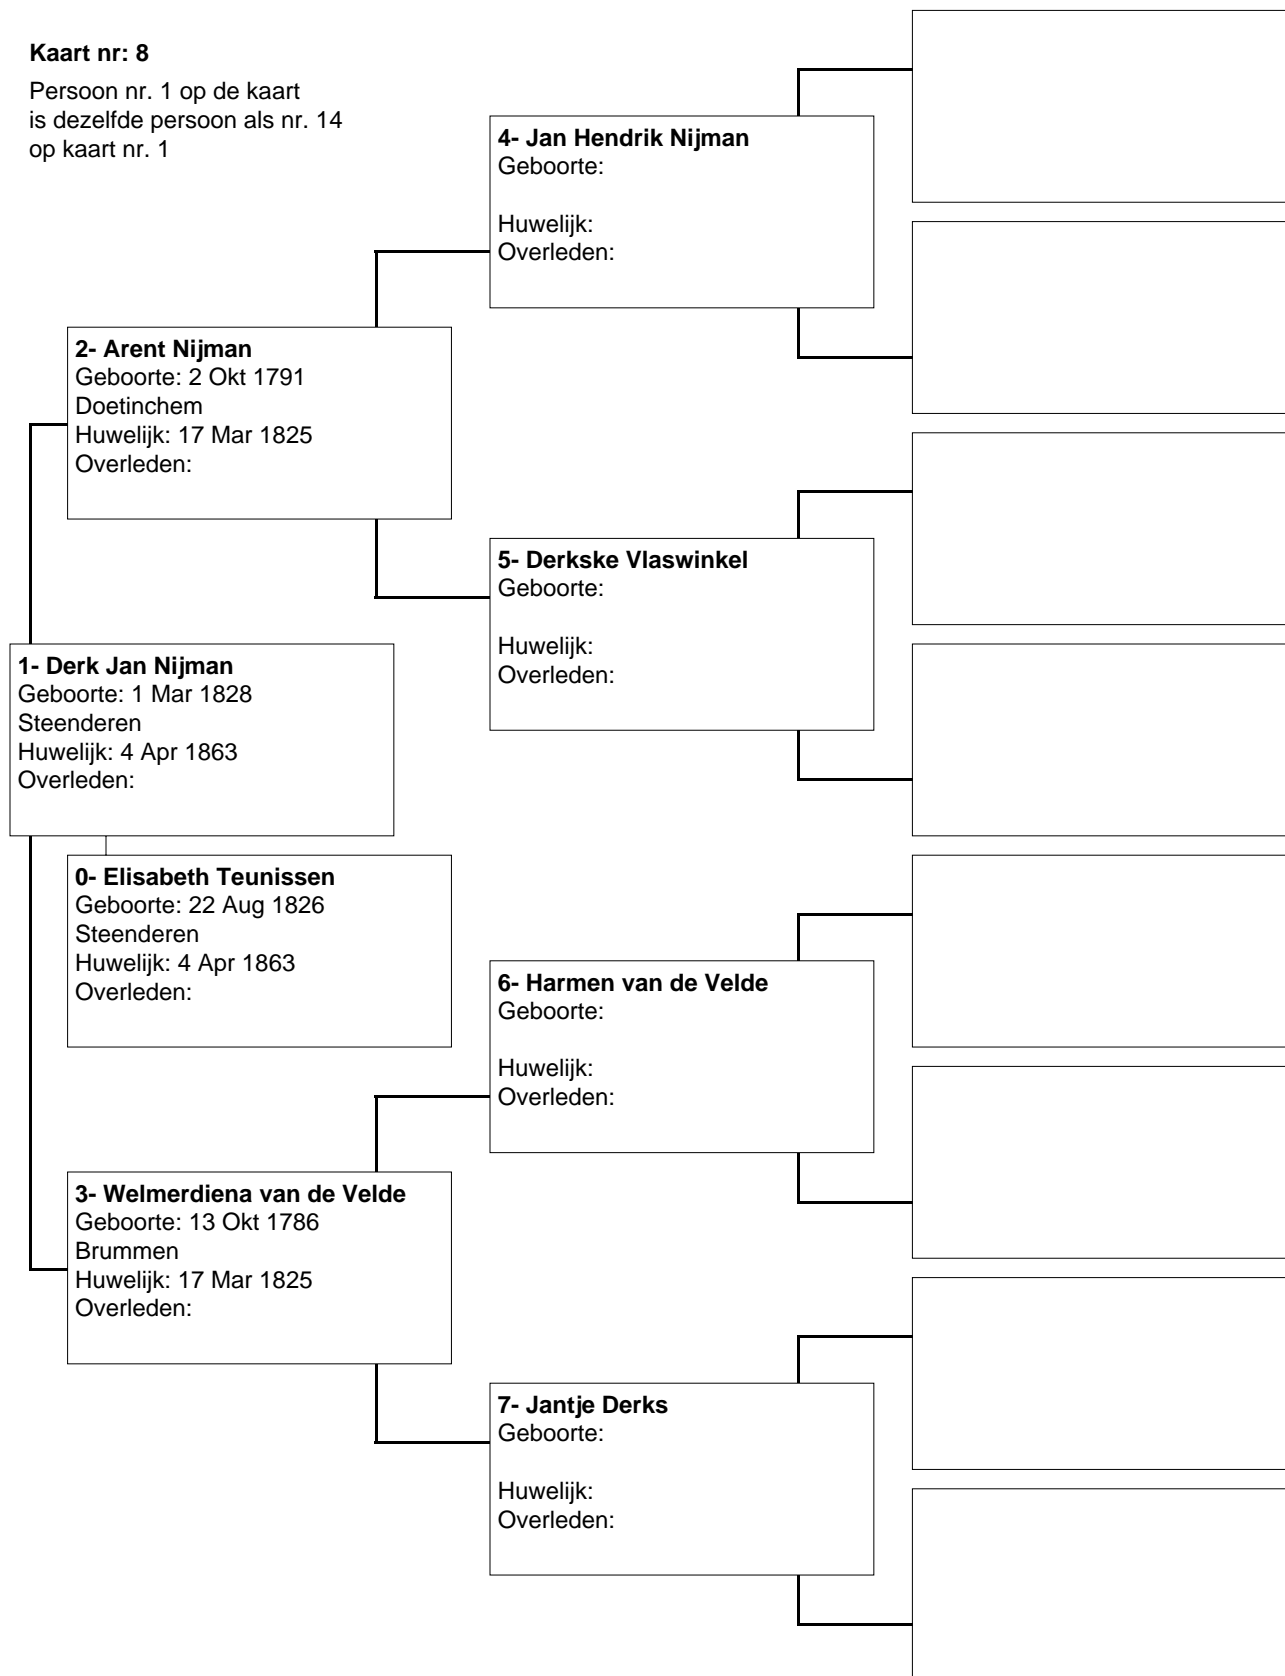 Kaart nr: 8
Persoon nr. 1 op de kaart
is dezelfde persoon als nr. 14
op kaart nr. 1
4- Jan Hendrik Nijman
Geboorte:
Huwelijk:
Overleden:
2- Arent Nijman
Geboorte: 2 Okt 1791
Doetinchem
Huwelijk: 17 Mar 1825
Overleden:
5- Derkske Vlaswinkel
Geboorte:
Huwelijk:
Overleden:
1- Derk Jan Nijman
Geboorte: 1 Mar 1828
Steenderen
Huwelijk: 4 Apr 1863
Overleden:
0- Elisabeth Teunissen
Geboorte: 22 Aug 1826
Steenderen
Huwelijk: 4 Apr 1863
Overleden:
6- Harmen van de Velde
Geboorte:
Huwelijk:
Overleden:
3- Welmerdiena van de Velde
Geboorte: 13 Okt 1786
Brummen
Huwelijk: 17 Mar 1825
Overleden:
7- Jantje Derks
Geboorte:
Huwelijk:
Overleden: